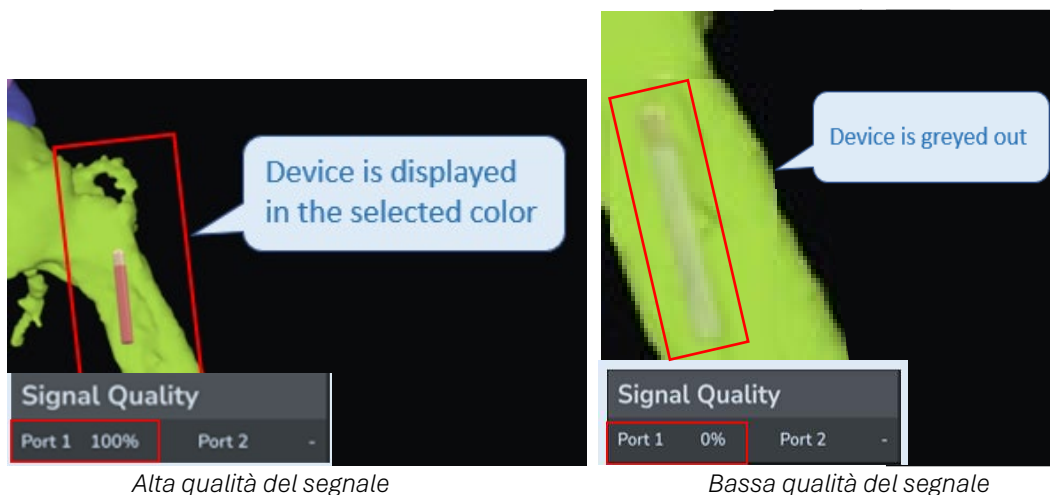 Device is displayed
in the selected color
Signal Quality
Port 1 100% Port 2 -
Alta qualità del segnale
Device is greyed out
Signal Quality
Port 1 0% Port 2 -
Bassa qualità del segnale